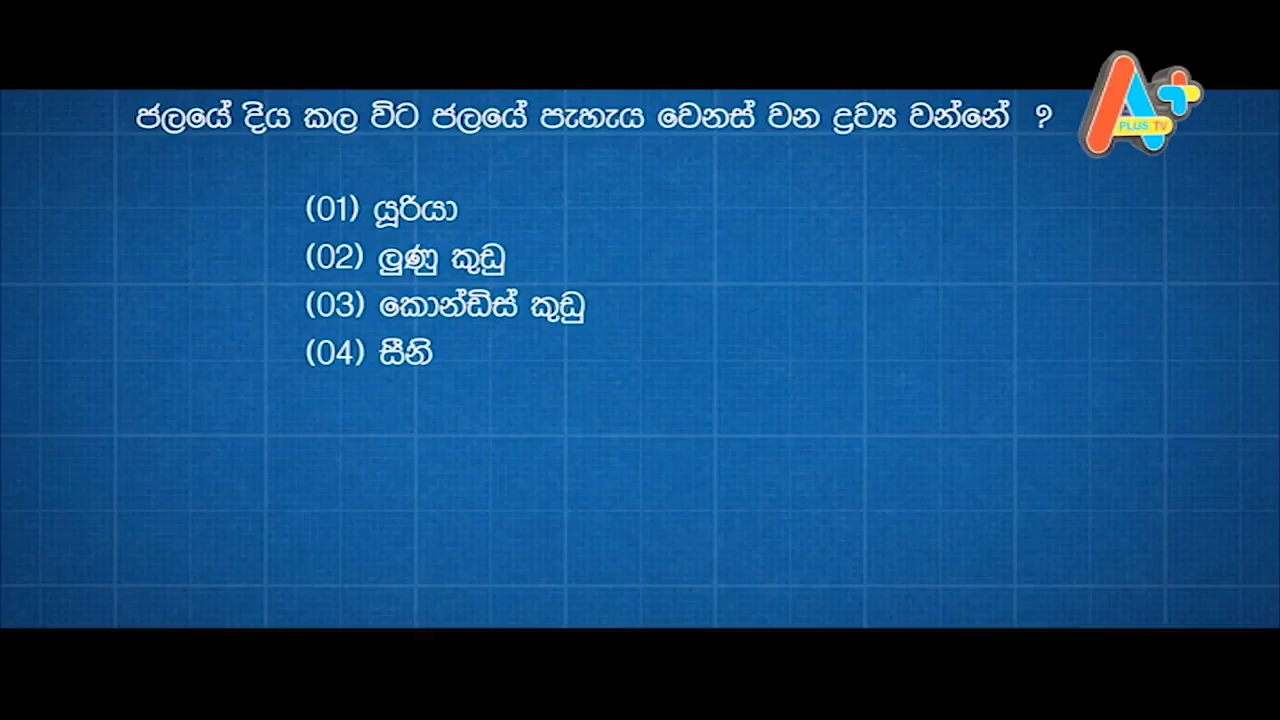 ජලයේ දිය කල විට ජලයේ පැහැය වෙනස් වන ද්‍රව්‍ය වන්නේ ?
A+
PLUS TV
(01) යූරියා
(02) ලුණු කුඩු
(03) කොන්ඩිස් කුඩු
(04) සීනි